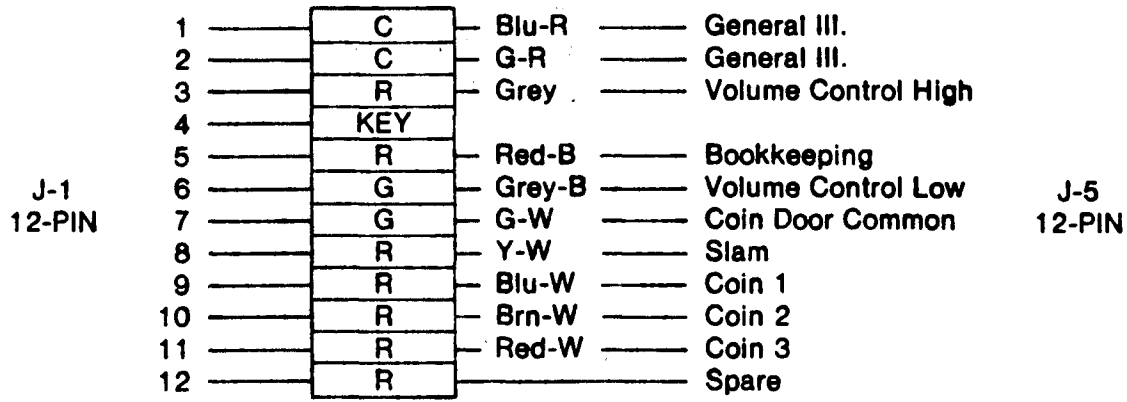 1 C Blu-R General Ill.
2 C G-R General Ill.
3 R Grey Volume Control High
4 KEY
5 R Red-B Bookkeeping
J-1 6 G Grey-B Volume Control Low J-5
12-PIN 7 G G-W Coin Door Common 12-PIN
8 R Y-W Slam
9 R Blu-W Coin 1
10 R Brn-W Coin 2
11 R Red-W Coin 3
12 R Spare